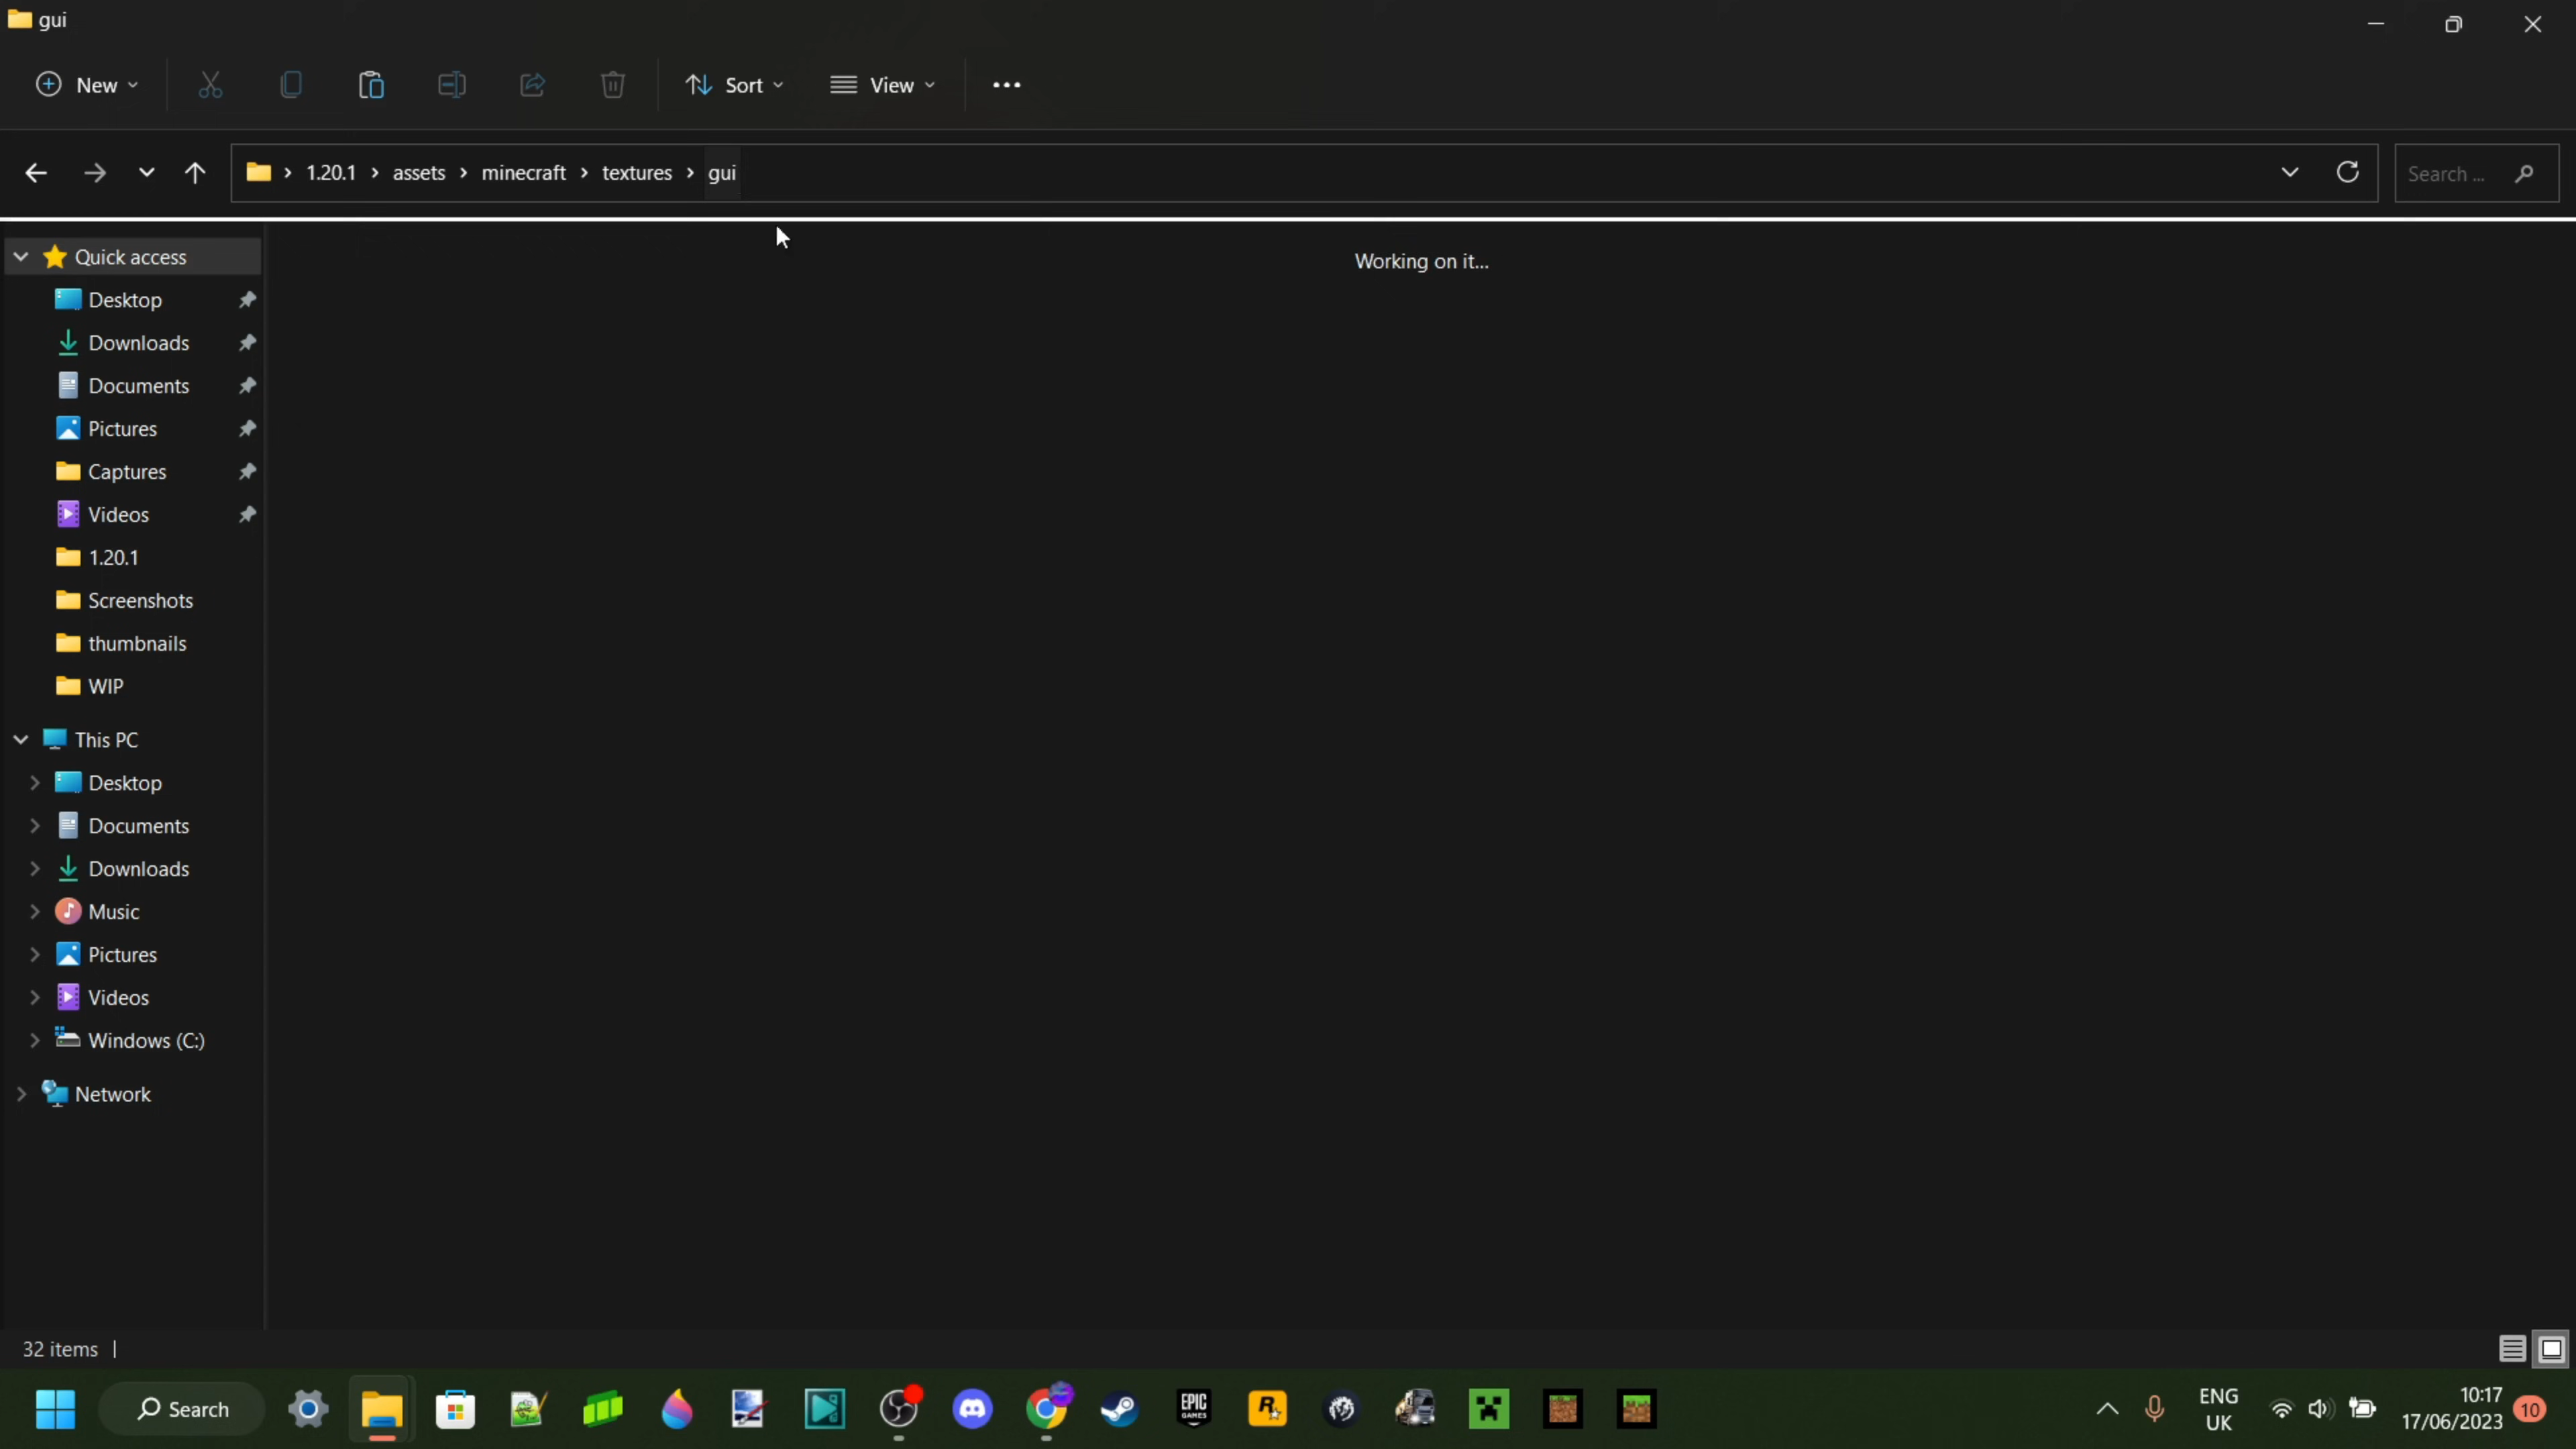 gui
New
Sort
View
1.20.1 > assets > minecraft > textures > gui
Search ...
Working on it...
Quick access
Desktop
Downloads
Documents
Pictures
Captures
Videos
1.20.1
Screenshots
thumbnails
WIP
This PC
Desktop
Documents
Downloads
Music
Pictures
Videos
Windows (C:)
Network
32 items
Search
EPIC
GAMES
R
ENG
UK
10:17
17/06/2023
10